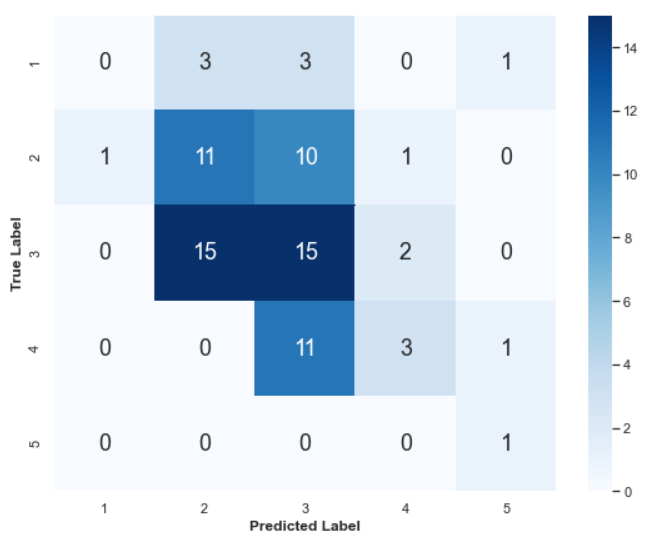 1 0 3 3 0 1
2 1 11 10 1 0
3 0 15 15 2 0
4 0 0 11 3 1
5 0 0 0 0 1
1 2 3 4 5
True Label
Predicted Label
14
12
10
8
6
4
2
0